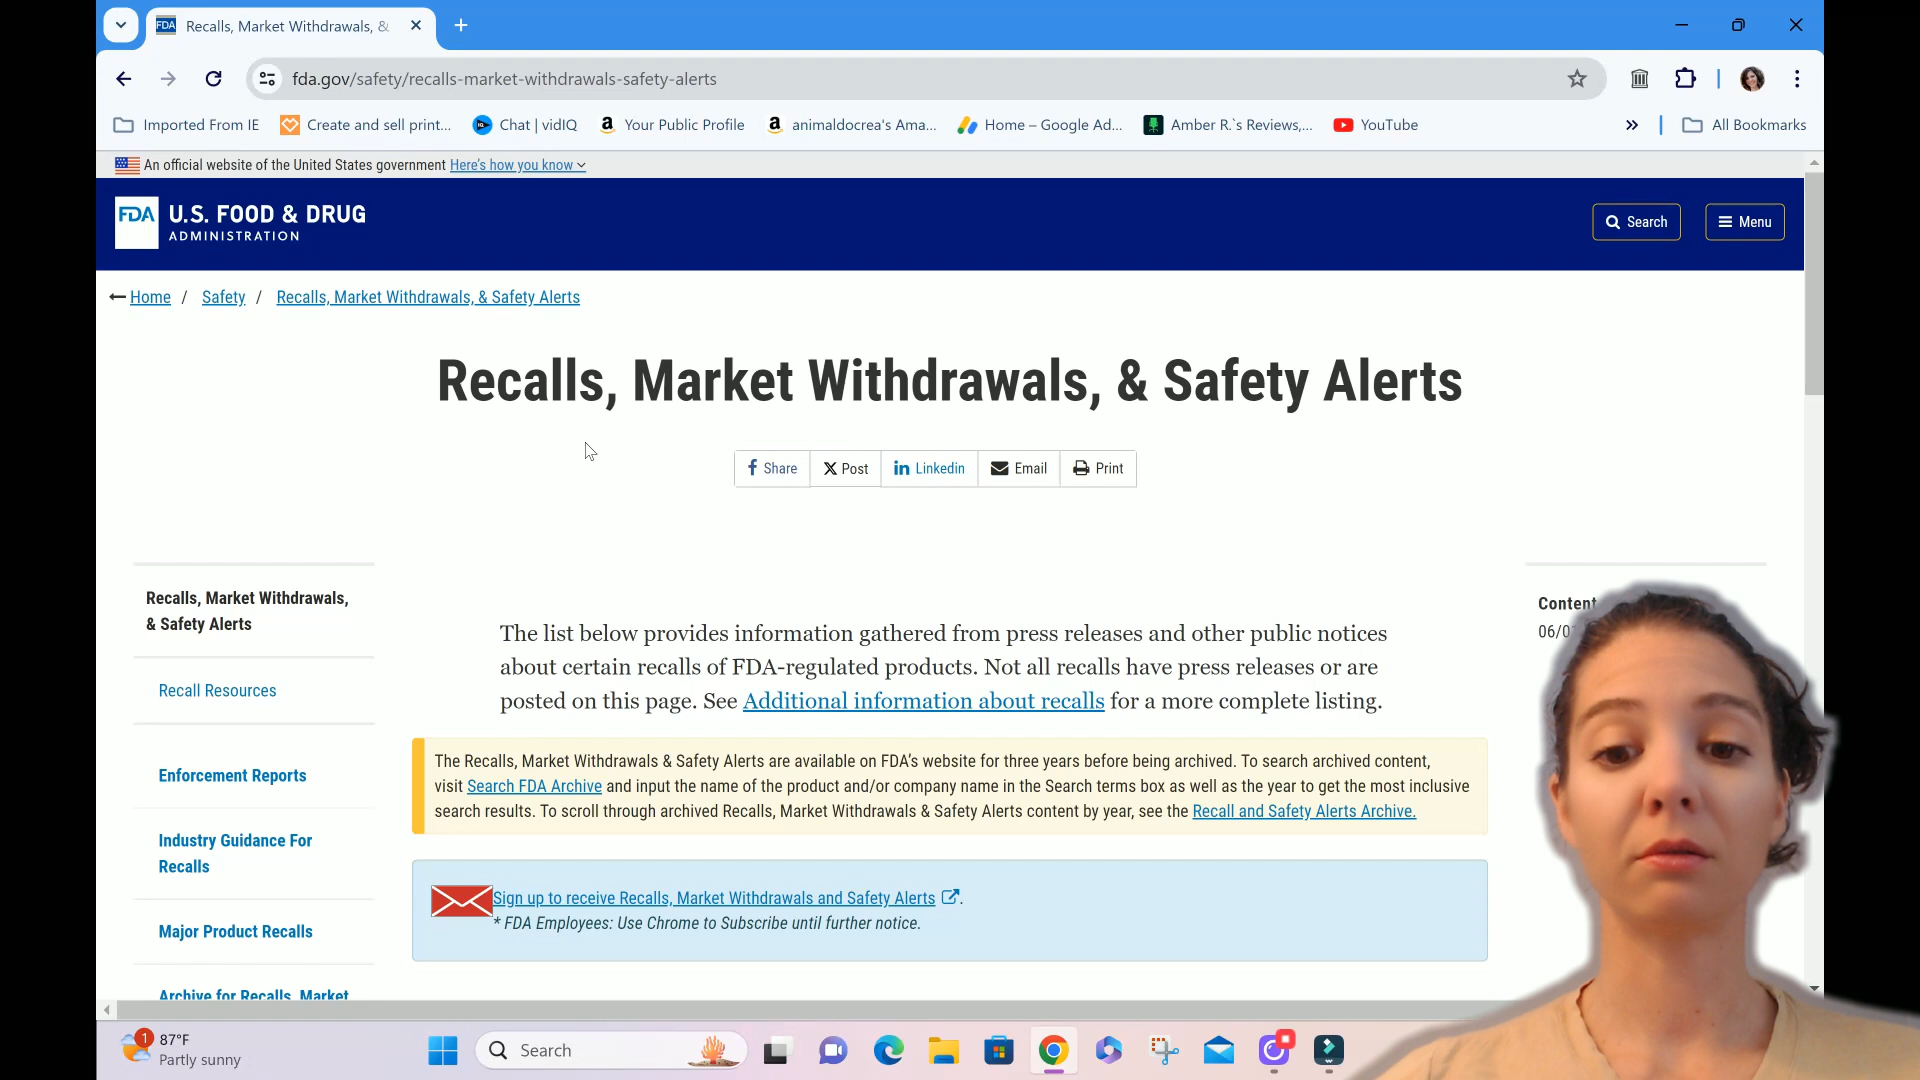 FDA Recalls, Market Withdrawals, &
fda.gov/safety/recalls-market-withdrawals-safety-alerts
Imported From IE
Create and sell print...
Chat | vidIQ
Your Public Profile
animaldocrea's Ama...
Home – Google Ad...
Amber R.`s Reviews,...
YouTube
All Bookmarks
An official website of the United States government Here's how you know
FDA U.S. FOOD & DRUG
ADMINISTRATION
Search
Menu
Home / Safety / Recalls, Market Withdrawals, & Safety Alerts
Recalls, Market Withdrawals, & Safety Alerts
Share
Post
Linkedin
Email
Print
Recalls, Market Withdrawals,
& Safety Alerts
Recall Resources
Enforcement Reports
Industry Guidance For
Recalls
Major Product Recalls
Archive for Recalls, Market
The list below provides information gathered from press releases and other public notices
about certain recalls of FDA-regulated products. Not all recalls have press releases or are
posted on this page. See Additional information about recalls for a more complete listing.
The Recalls, Market Withdrawals & Safety Alerts are available on FDA's website for three years before being archived. To search archived content,
visit Search FDA Archive and input the name of the product and/or company name in the Search terms box as well as the year to get the most inclusive
search results. To scroll through archived Recalls, Market Withdrawals & Safety Alerts content by year, see the Recall and Safety Alerts Archive.
Sign up to receive Recalls, Market Withdrawals and Safety Alerts.
* FDA Employees: Use Chrome to Subscribe until further notice.
Content
1
87°F
Partly sunny
Search